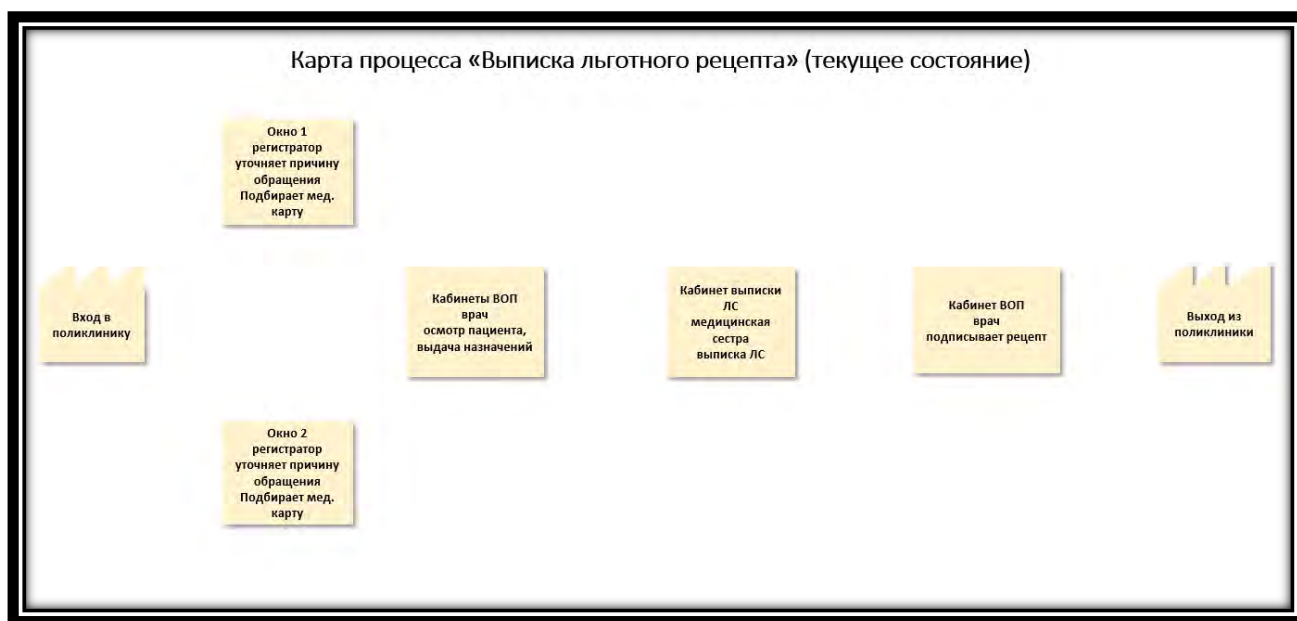 Карта процесса «Выписка льготного рецепта» (текущее состояние)
Окно 1
регистратор
уточняет причину
обращения
Подбирает мед.
карту
Вход в
поликлинику
Кабинеты ВОП
врач
осмотр пациента,
выдача назначений
Кабинет выписки
ЛС
медицинская
сестра
выписка ЛС
Кабинет ВОП
врач
подписывает рецепт
Выход из
поликлиники
Окно 2
регистратор
уточняет причину
обращения
Подбирает мед.
карту